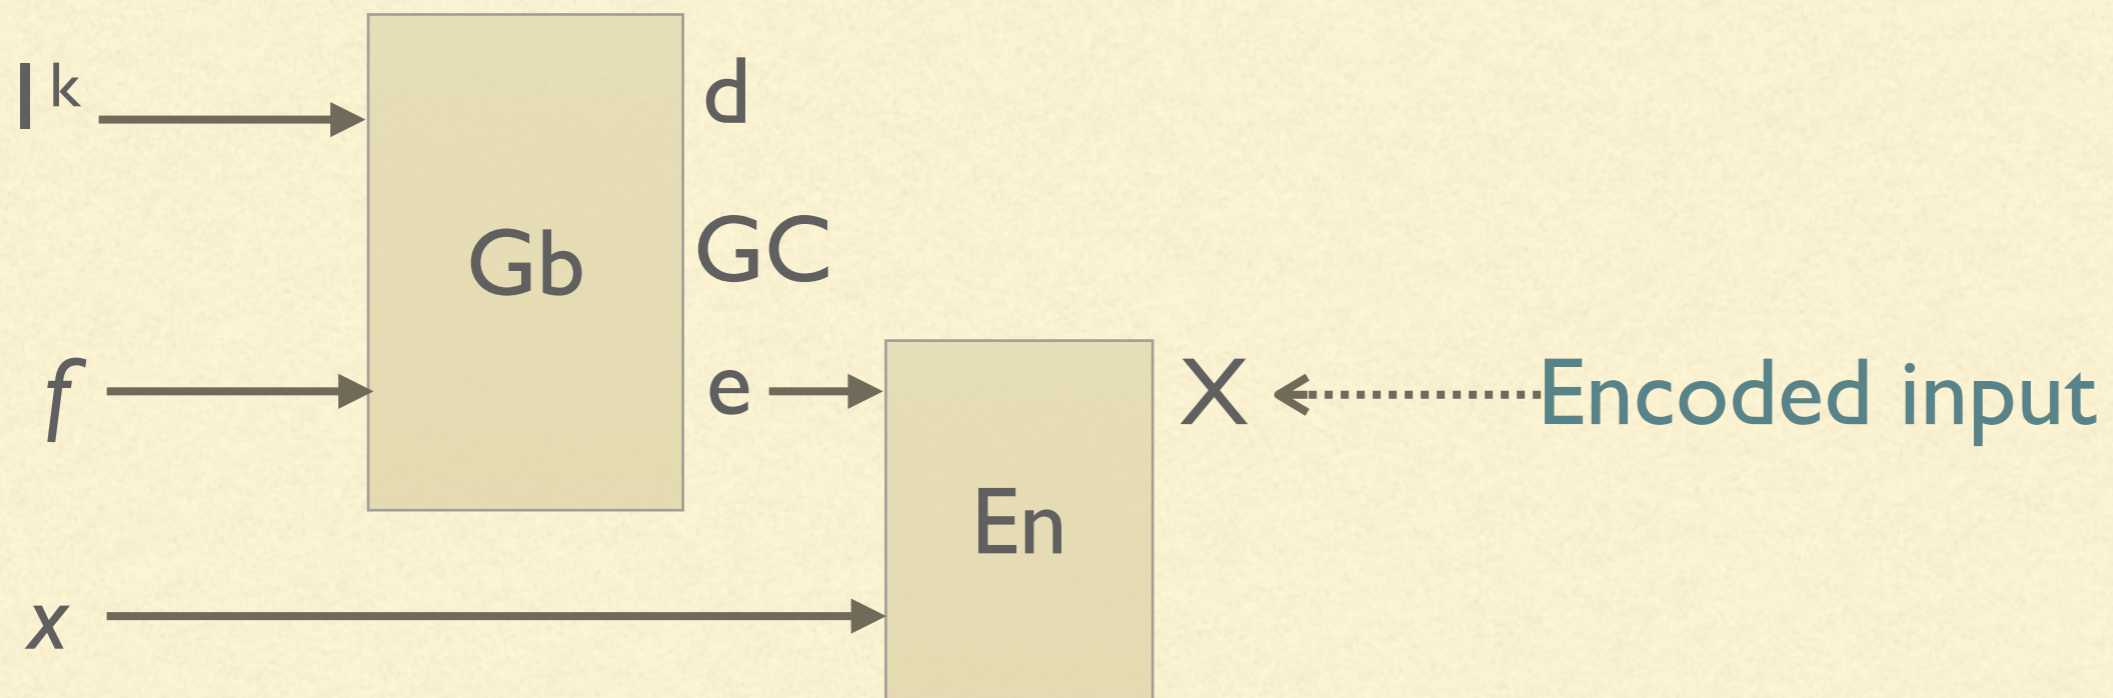 1ᵏ
d
Gb
GC
f
e
X
Encoded input
En
x